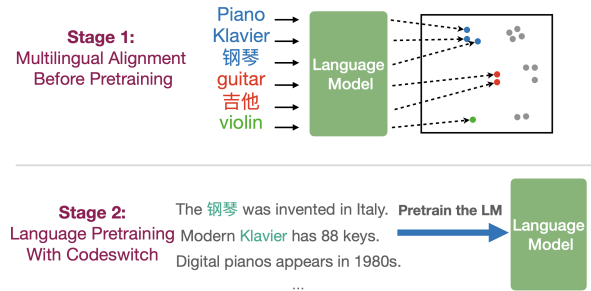 Stage 1:
Multilingual Alignment
Before Pretraining
Piano
Klavier
钢琴
guitar
吉他
violin
Language
Model
Stage 2:
Language Pretraining
With Codeswitch
The 钢琴 was invented in Italy.
Modern Klavier has 88 keys.
Digital pianos appears in 1980s.
...
Pretrain the LM
Language
Model